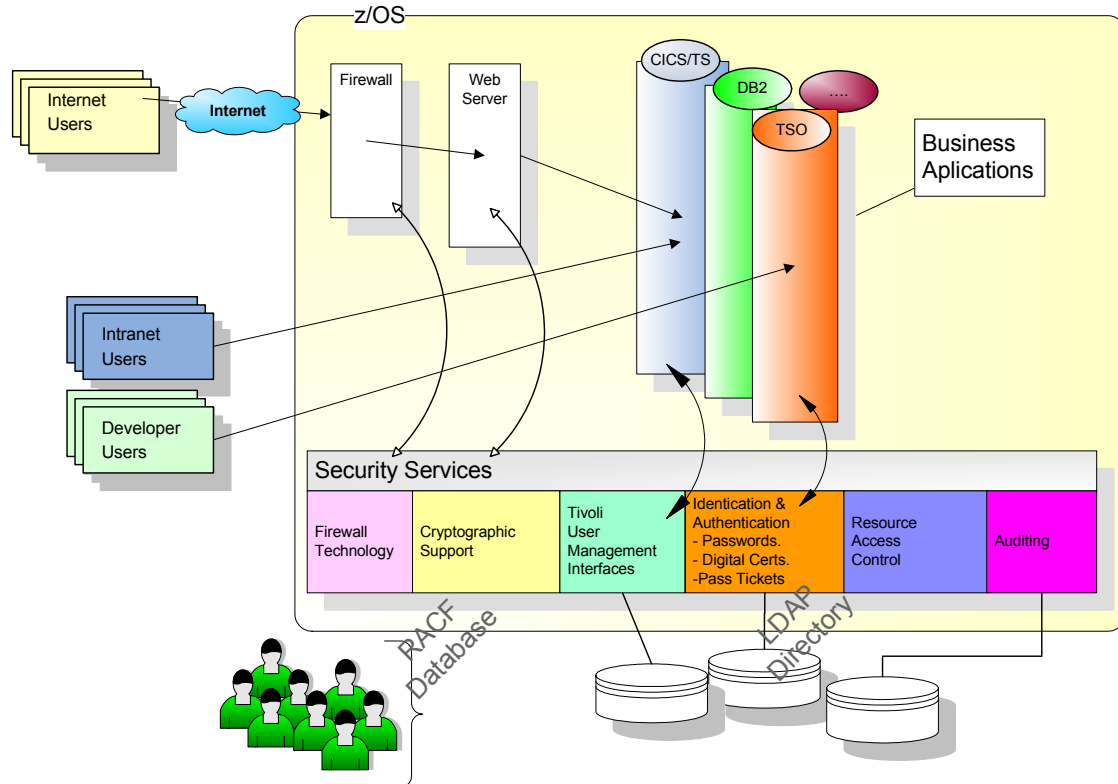 z/OS
Internet
Users
Internet
Firewall
Web
Server
CICS/TS
DB2
....
TSO
Business
Aplications
Intranet
Users
Developer
Users
Security Services
Firewall
Technology
Cryptographic
Support
Tivoli
User
Management
Interfaces
Identication &
Authentication
- Passwords.
- Digital Certs.
-Pass Tickets
Resource
Access
Control
Auditing
RACF
Database
LDAP
Directory